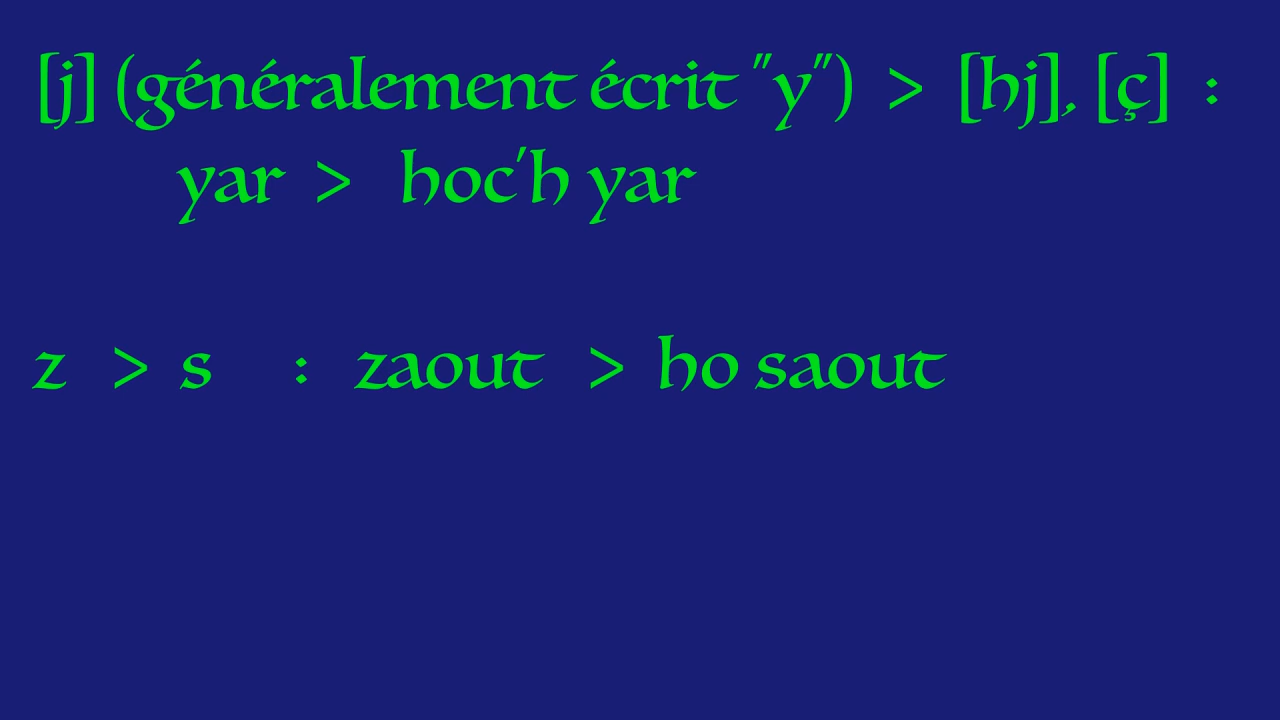 [j] (généralement écrit "y") > [hj], [ç] :
yar > hoc'h yar
z > s : zaout > ho saout